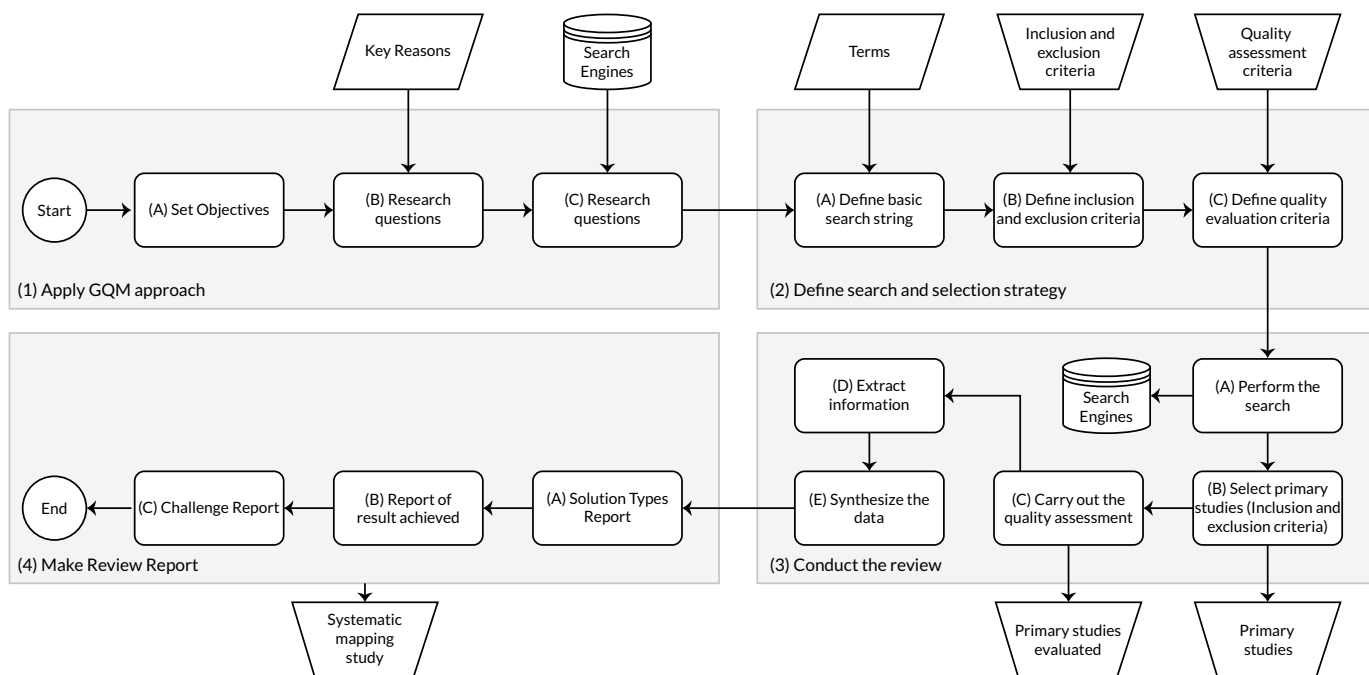 Key Reasons
Search
Engines
Terms
Inclusion and
exclusion
criteria
Quality
assessment
criteria
Start
(A) Set Objectives
(B) Research
questions
(C) Research
questions
(A) Define basic
search string
(B) Define inclusion
and exclusion criteria
(C) Define quality
evaluation criteria
(1) Apply GQM approach
(2) Define search and selection strategy
(D) Extract
information
Search
Engines
(A) Perform the
search
End
(C) Challenge Report
(B) Report of
result achieved
(A) Solution Types
Report
(E) Synthesize the
data
(C) Carry out the
quality assessment
(B) Select primary
studies (Inclusion and
exclusion criteria)
(4) Make Review Report
(3) Conduct the review
Systematic
mapping
study
Primary studies
evaluated
Primary
studies